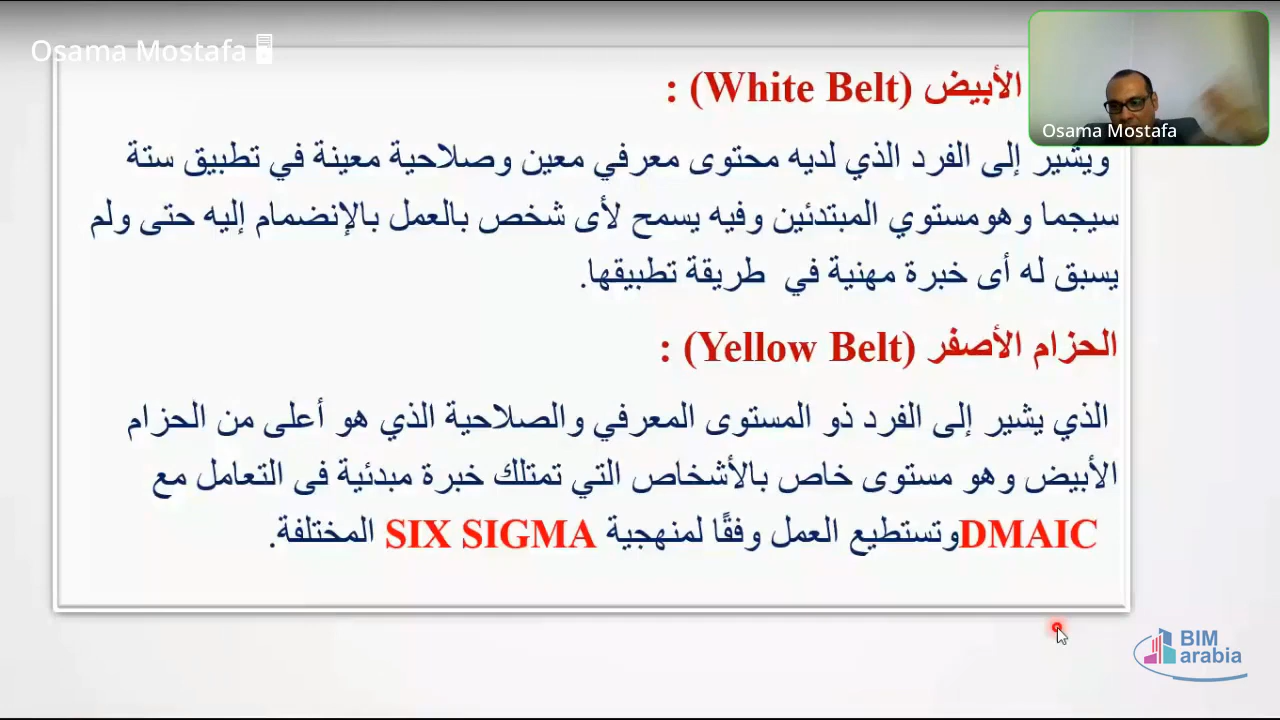 Osama Mostafa
Osama Mostafa
الأبيض (White Belt) :
ويشير إلى الفرد الذي لديه محتوى معرفي معين وصلاحية معينة في تطبيق ستة
سيجما وهومستوي المبتدئين وفيه يسمح لأى شخص بالعمل بالإنضمام إليه حتى ولم
يسبق له أى خبرة مهنية في طريقة تطبيقها.
الحزام الأصفر (Yellow Belt) :
الذي يشير إلى الفرد ذو المستوى المعرفي والصلاحية الذي هو أعلى من الحزام
الأبيض وهو مستوى خاص بالأشخاص التي تمتلك خبرة مبدئية فى التعامل مع
DMAICوتستطيع العمل وفقًا لمنهجية SIX SIGMA المختلفة.
BIM
arabia